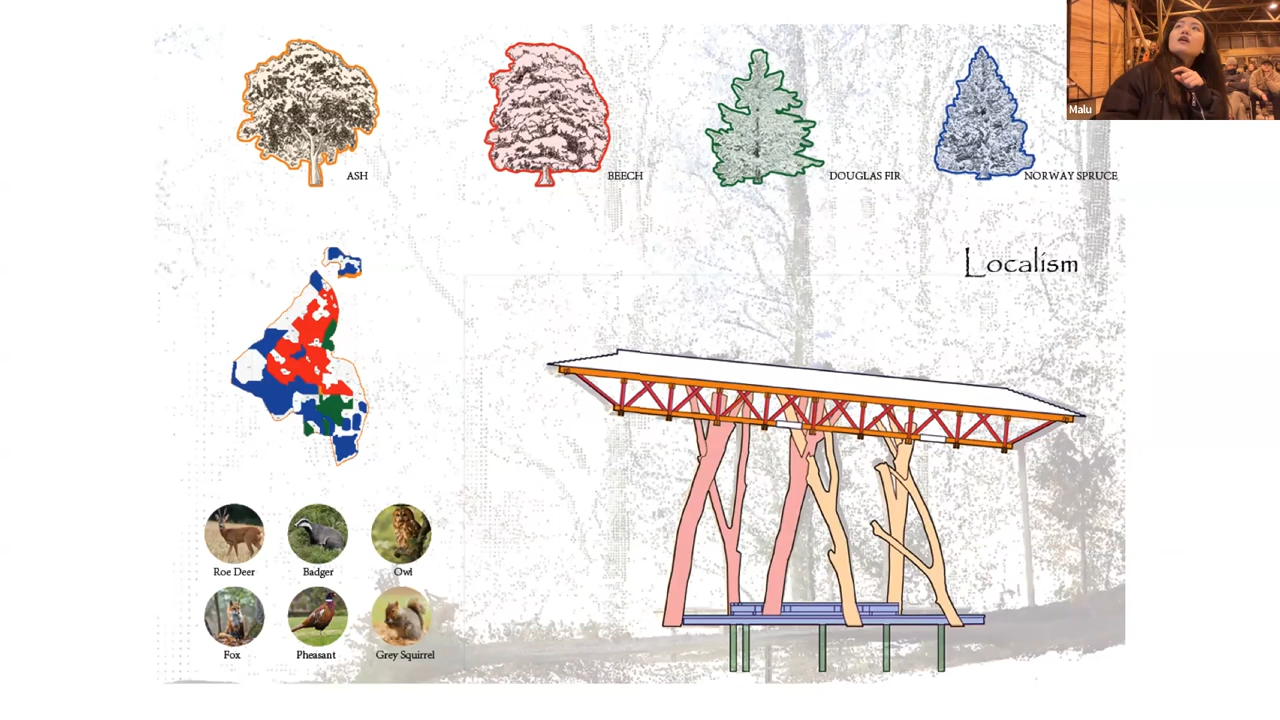 Malu
ASH
BEECH
DOUGLAS FIR
NORWAY SPRUCE
Localism
Roe Deer
Badger
Owl
Fox
Pheasant
Grey Squirrel